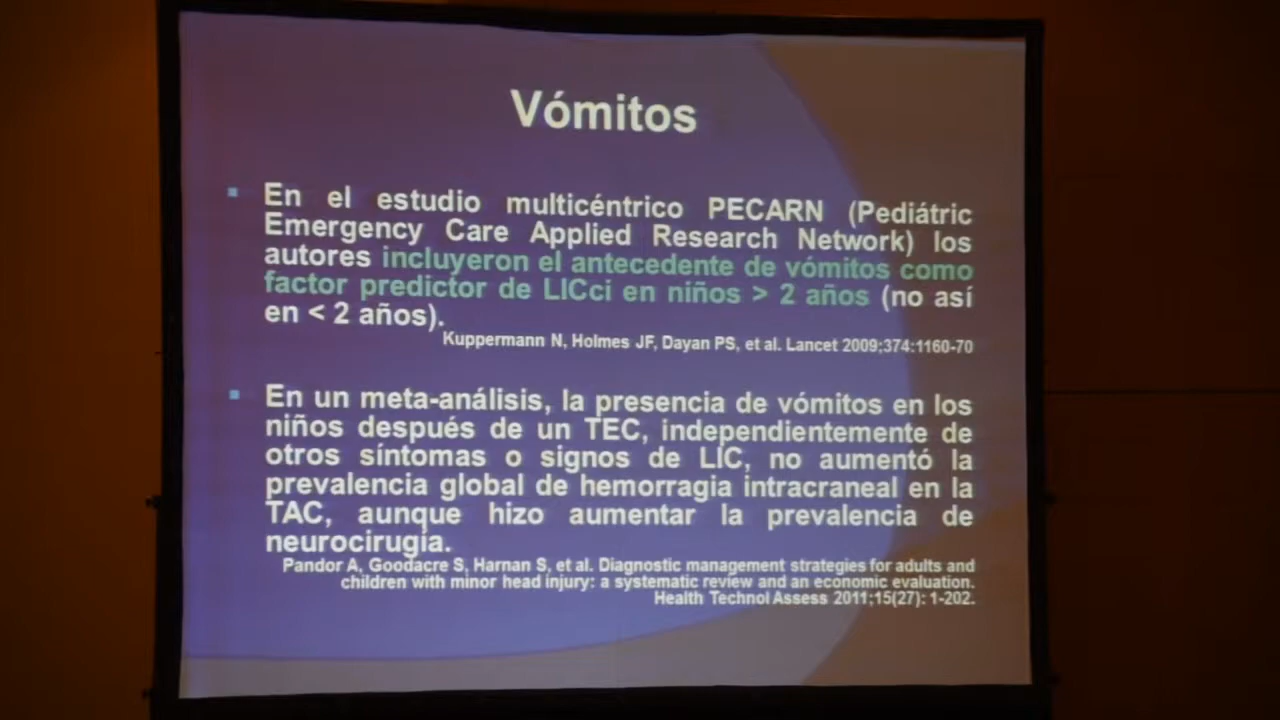 Vómitos
En el estudio multicéntrico PECARN (Pediátric
Emergency Care Applied Research Network) los
autores incluyeron el antecedente de vómitos como
factor predictor de LICci en niños > 2 años (no así
en < 2 años).
Kuppermann N, Holmes JF, Dayan PS, et al. Lancet 2009;374:1160-70
En un meta-análisis, la presencia de vómitos en los
niños después de un TEC, independientemente de
otros síntomas o signos de LIC, no aumentó la
prevalencia global de hemorragia intracraneal en la
TAC, aunque hizo aumentar la prevalencia de
neurocirugía.
Pandor A, Goodacre S, Harnan S, et al. Diagnostic management strategies for adults and
children with minor head injury: a systematic review and an economic evaluation.
Health Technol Assess 2011;15(27): 1-202.